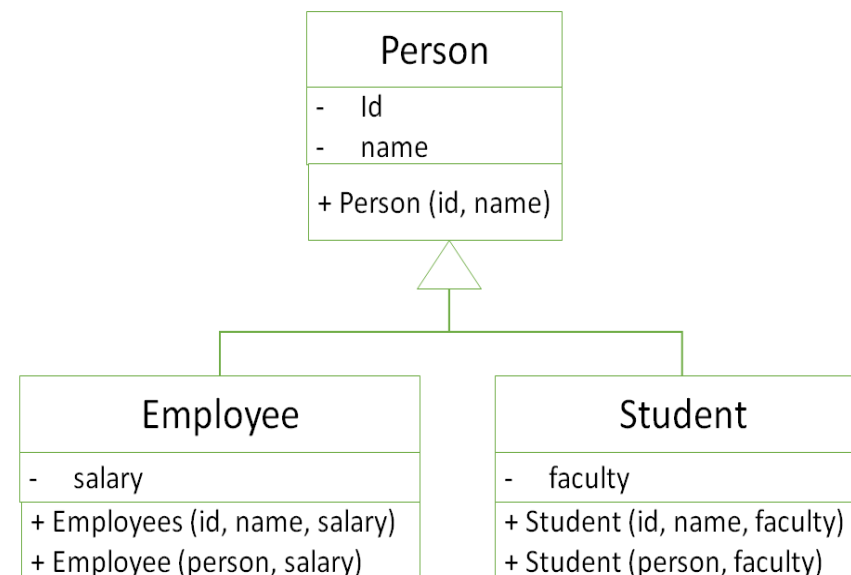 Person
- Id
- name
+ Person (id, name)
Employee
- salary
+ Employees (id, name, salary)
+ Employee (person, salary)
Student
- faculty
+ Student (id, name, faculty)
+ Student (person, faculty)